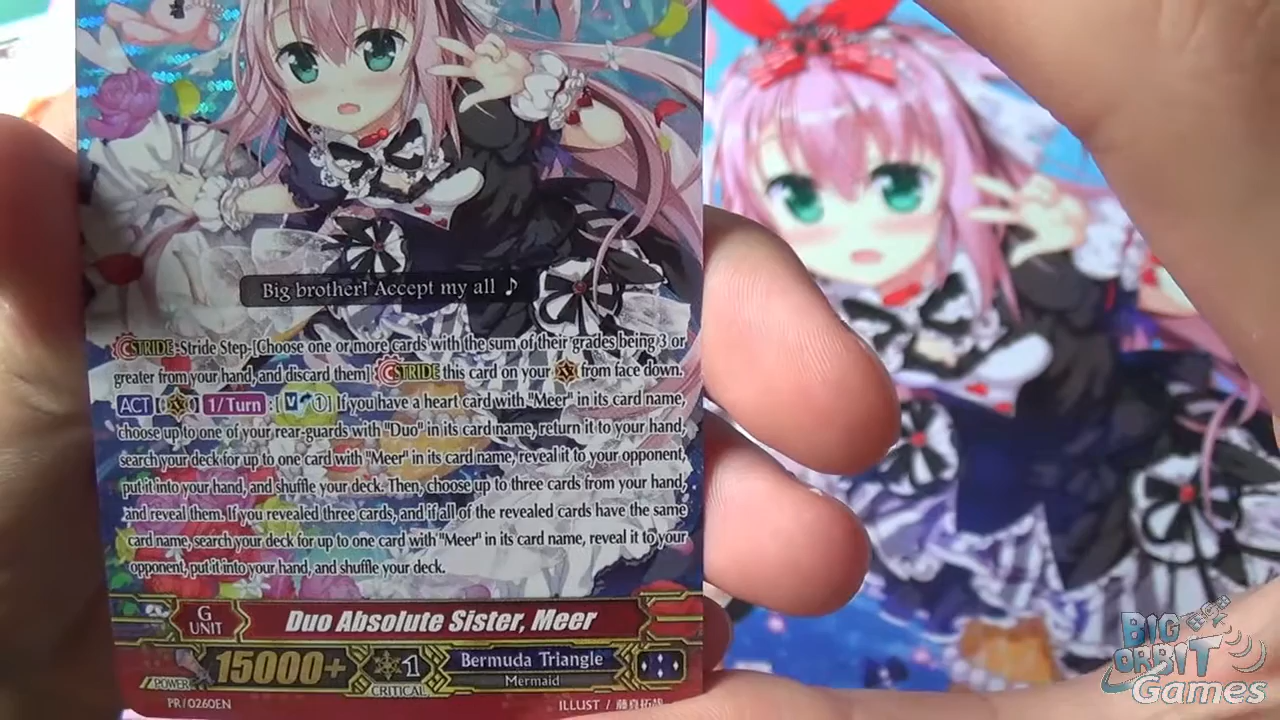 Big brother! Accept my all ♪
STRIDE-Stride Step-[Choose one or more cards with the sum of their grades being 3 or
greater from your hand, and discard them] STRIDE this card on your from face down.
ACT [ ] 1/Turn : [ V ① ] If you have a heart card with "Meer" in its card name,
choose up to one of your rear-guards with "Duo" in its card name, return it to your hand,
search your deck for up to one card with "Meer" in its card name, reveal it to your opponent,
put it into your hand, and shuffle your deck. Then, choose up to three cards from your hand,
and reveal them. If you revealed three cards, and if all of the revealed cards have the same
card name, search your deck for up to one card with "Meer" in its card name, reveal it to your
opponent, put it into your hand, and shuffle your deck.
G UNIT
Duo Absolute Sister, Meer
POWER 15000+
1 CRITICAL
Bermuda Triangle
Mermaid
PR/0260EN
ILLUST / 藤真拓哉
BIG ORBIT Games